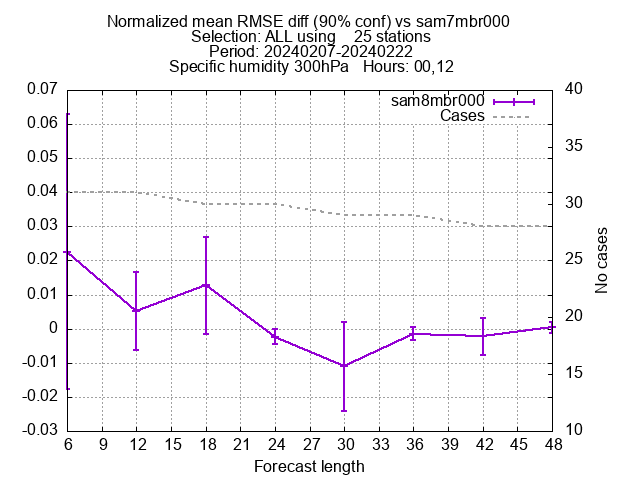 Normalized mean RMSE diff (90% conf) vs sam7mbr000
Selection: ALL using    25 stations
Period: 20240207-20240222
Specific humidity 300hPa   Hours: 00,12
0.07
0.06
0.05
0.04
0.03
0.02
0.01
0
-0.01
-0.02
-0.03
sam8mbr000
Cases
40
35
30
25
20
15
10
No cases
6 9 12 15 18 21 24 27 30 33 36 39 42 45 48
Forecast length